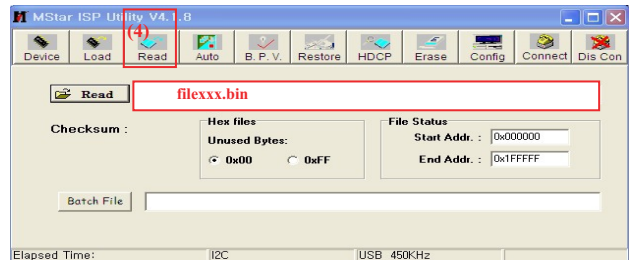 MStar ISP Utility V4.1.8
(4)
Device Load Read Auto B. P. V. Restore HDCP Erase Config Connect Dis Con
Read filexxx.bin
Checksum :
Hex files
Unused Bytes:
0x00 0xFF
File Status
Start Addr. : 0x000000
End Addr. : 0x1FFFFF
Batch File
Elapsed Time: I2C USB 450KHz